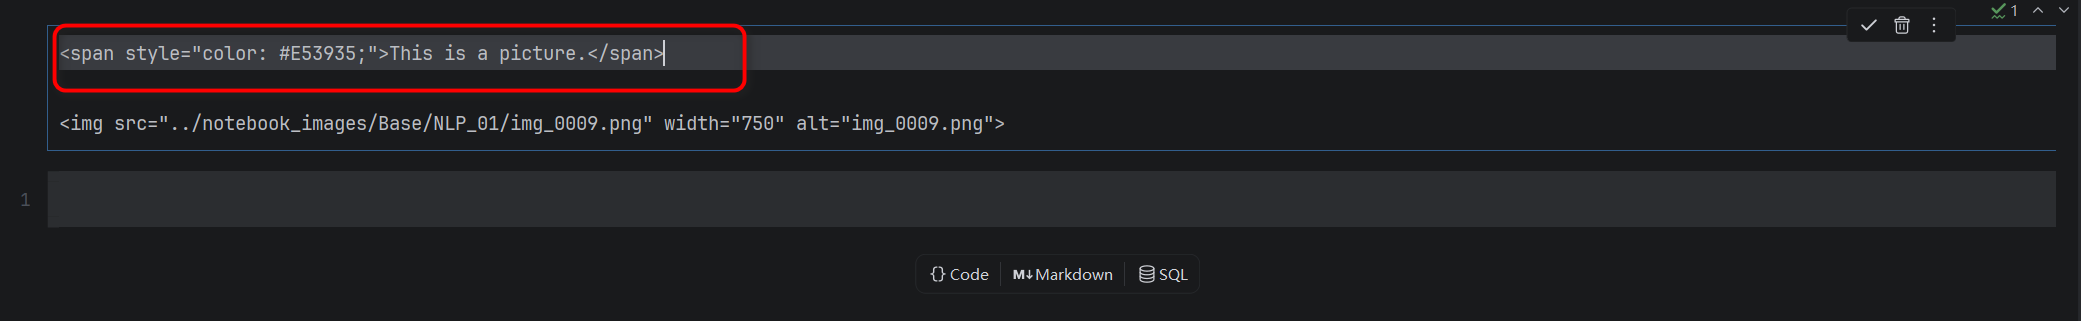 1
<span style="color: #E53935;">This is a picture.</span>
<img src="../notebook_images/Base/NLP_01/img_0009.png" width="750" alt="img_0009.png">
1
{} Code M↓ Markdown SQL